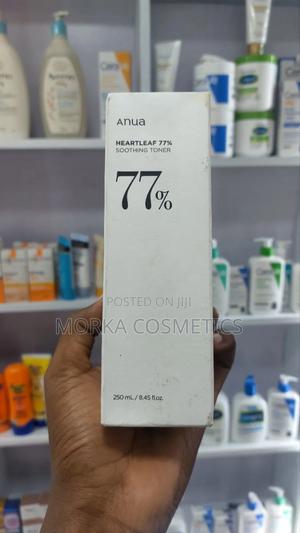 Anua
HEARTLEAF 77%
SOOTHING TONER
77%
POSTED ON JIJI
MORKA COSMETICS
250 mL / 8.45 fl.oz.